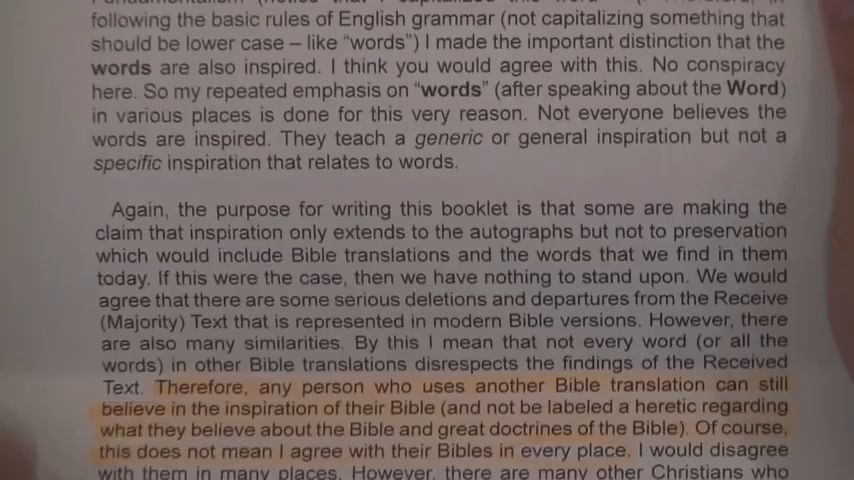 following the basic rules of English grammar (not capitalizing something that
should be lower case – like “words”) I made the important distinction that the
words are also inspired. I think you would agree with this. No conspiracy
here. So my repeated emphasis on “words” (after speaking about the Word)
in various places is done for this very reason. Not everyone believes the
words are inspired. They teach a generic or general inspiration but not a
specific inspiration that relates to words.
Again, the purpose for writing this booklet is that some are making the
claim that inspiration only extends to the autographs but not to preservation
which would include Bible translations and the words that we find in them
today. If this were the case, then we have nothing to stand upon. We would
agree that there are some serious deletions and departures from the Receive
(Majority) Text that is represented in modern Bible versions. However, there
are also many similarities. By this I mean that not every word (or all the
words) in other Bible translations disrespects the findings of the Received
Text. Therefore, any person who uses another Bible translation can still
believe in the inspiration of their Bible (and not be labeled a heretic regarding
what they believe about the Bible and great doctrines of the Bible). Of course,
this does not mean I agree with their Bibles in every place. I would disagree
with them in many places. However, there are many other Christians who